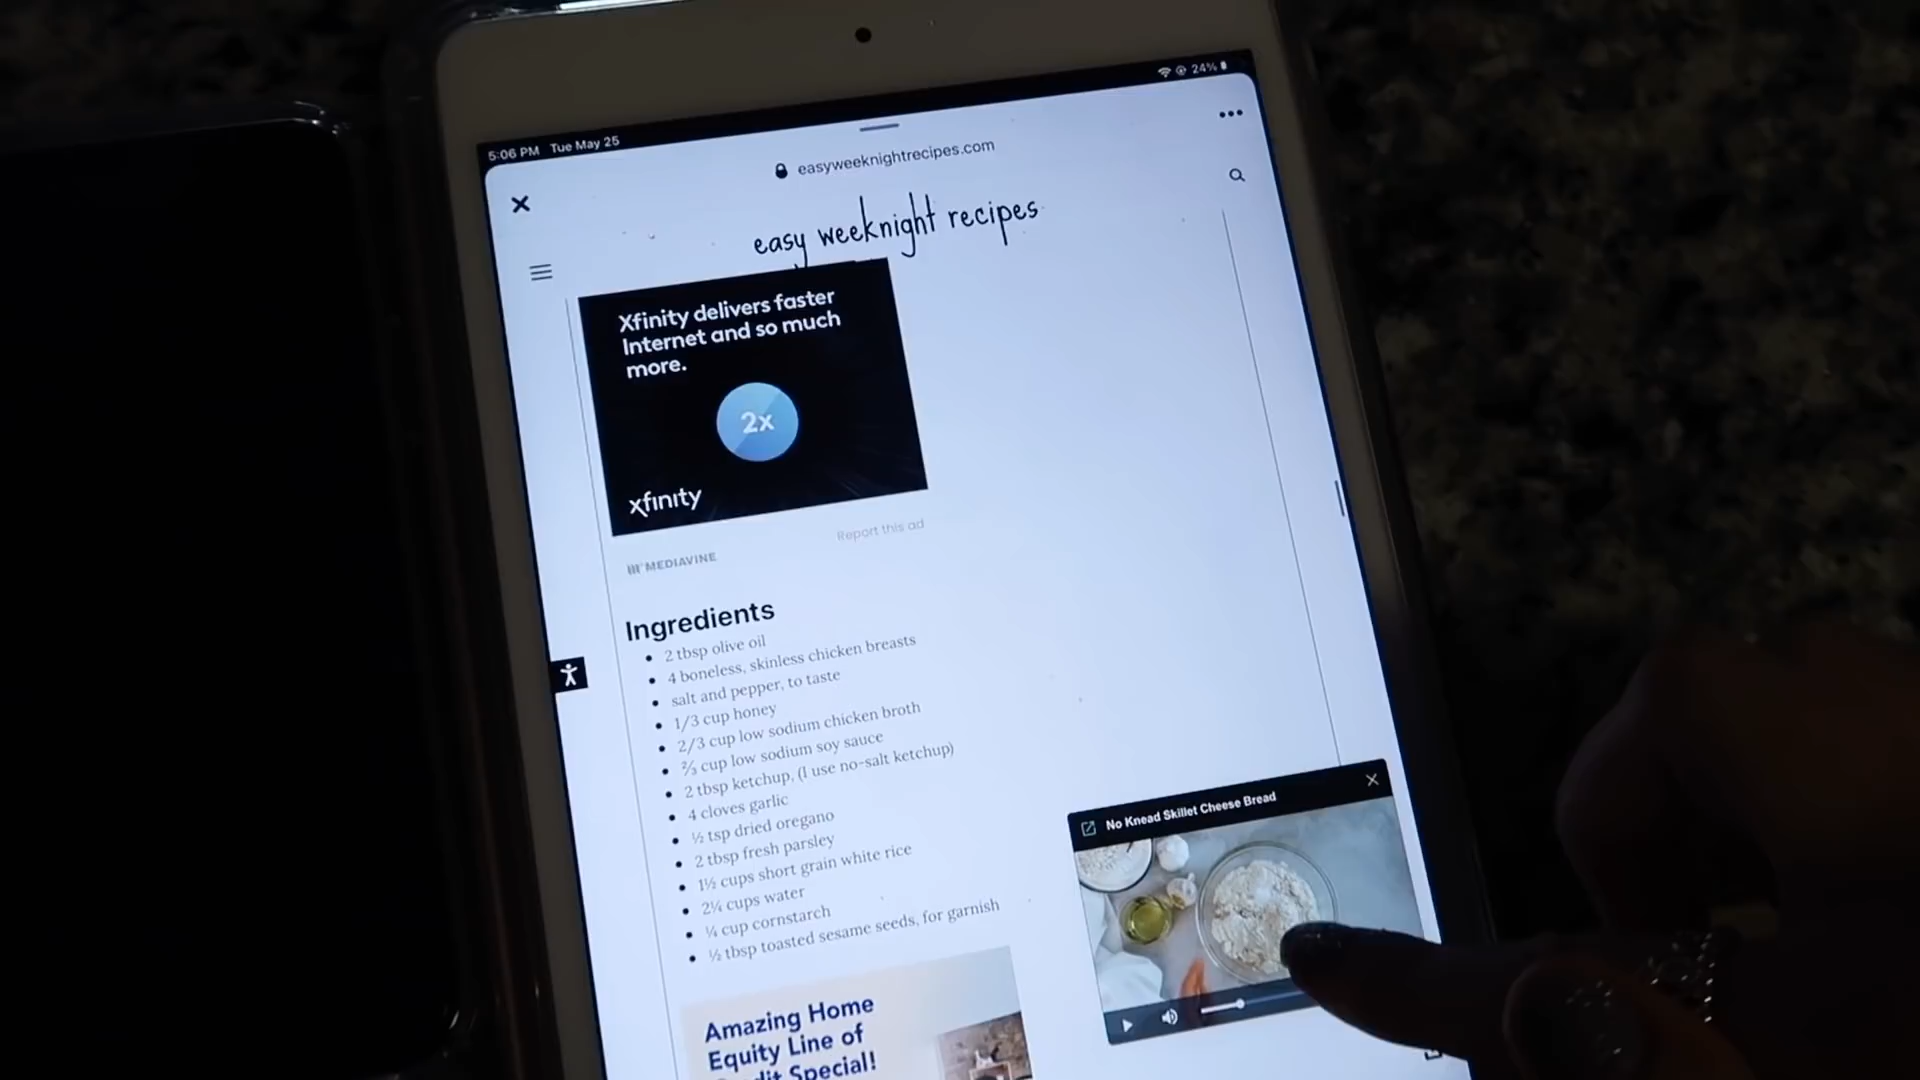 5:06 PM Tue May 25
24%
easyweeknightrecipes.com
easy weeknight recipes
Xfinity delivers faster
Internet and so much
more.
2x
xfinity
Report this ad
MEDIAVINE
Ingredients
2 tbsp olive oil
4 boneless, skinless chicken breasts
salt and pepper, to taste
1/3 cup honey
2/3 cup low sodium chicken broth
⅔ cup low sodium soy sauce
2 tbsp ketchup, (I use no-salt ketchup)
4 cloves garlic
½ tsp dried oregano
2 tbsp fresh parsley
1½ cups short grain white rice
2¼ cups water
¼ cup cornstarch
½ tbsp toasted sesame seeds, for garnish
No Knead Skillet Cheese Bread
Amazing Home
Equity Line of
Special!